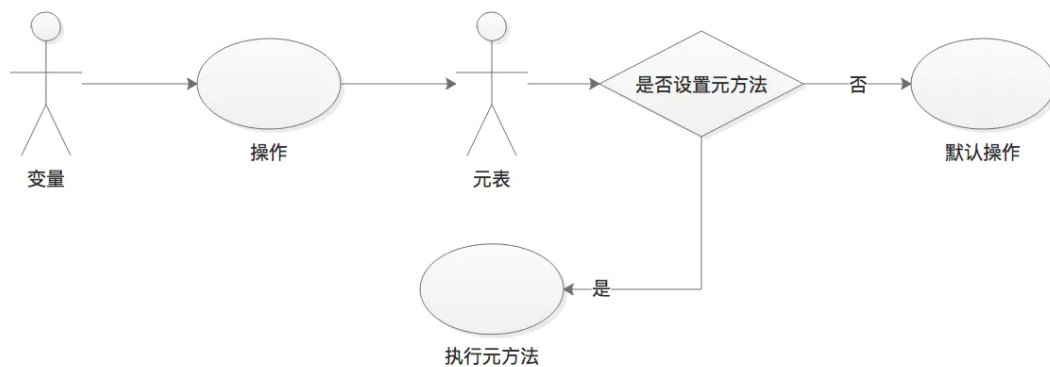 是否设置元方法
否
操作
默认操作
变量
元表
是
执行元方法